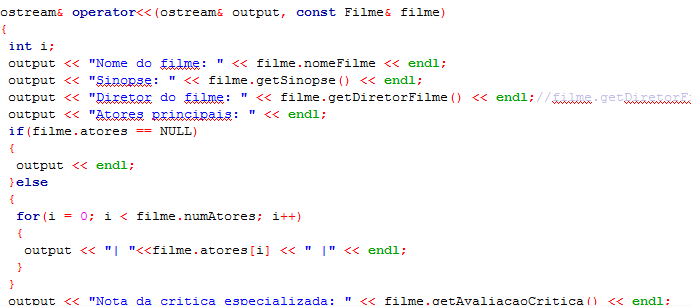 ostream& operator<<(ostream& output, const Filme& filme)
{
int i;
output << "Nome do filme: " << filme.nomeFilme << endl;
output << "Sinopse: " << filme.getSinopse() << endl;
output << "Diretor do filme: " << filme.getDiretorFilme() << endl;//filme.getDiretorF
output << "Atores principais: " << endl;
if(filme.atores == NULL)
{
output << endl;
}else
{
for(i = 0; i < filme.numAtores; i++)
{
output << "| "<<filme.atores[i] << " |" << endl;
}
}
output << "Nota da critica especializada: " << filme.getAvaliacaoCritica() << endl;